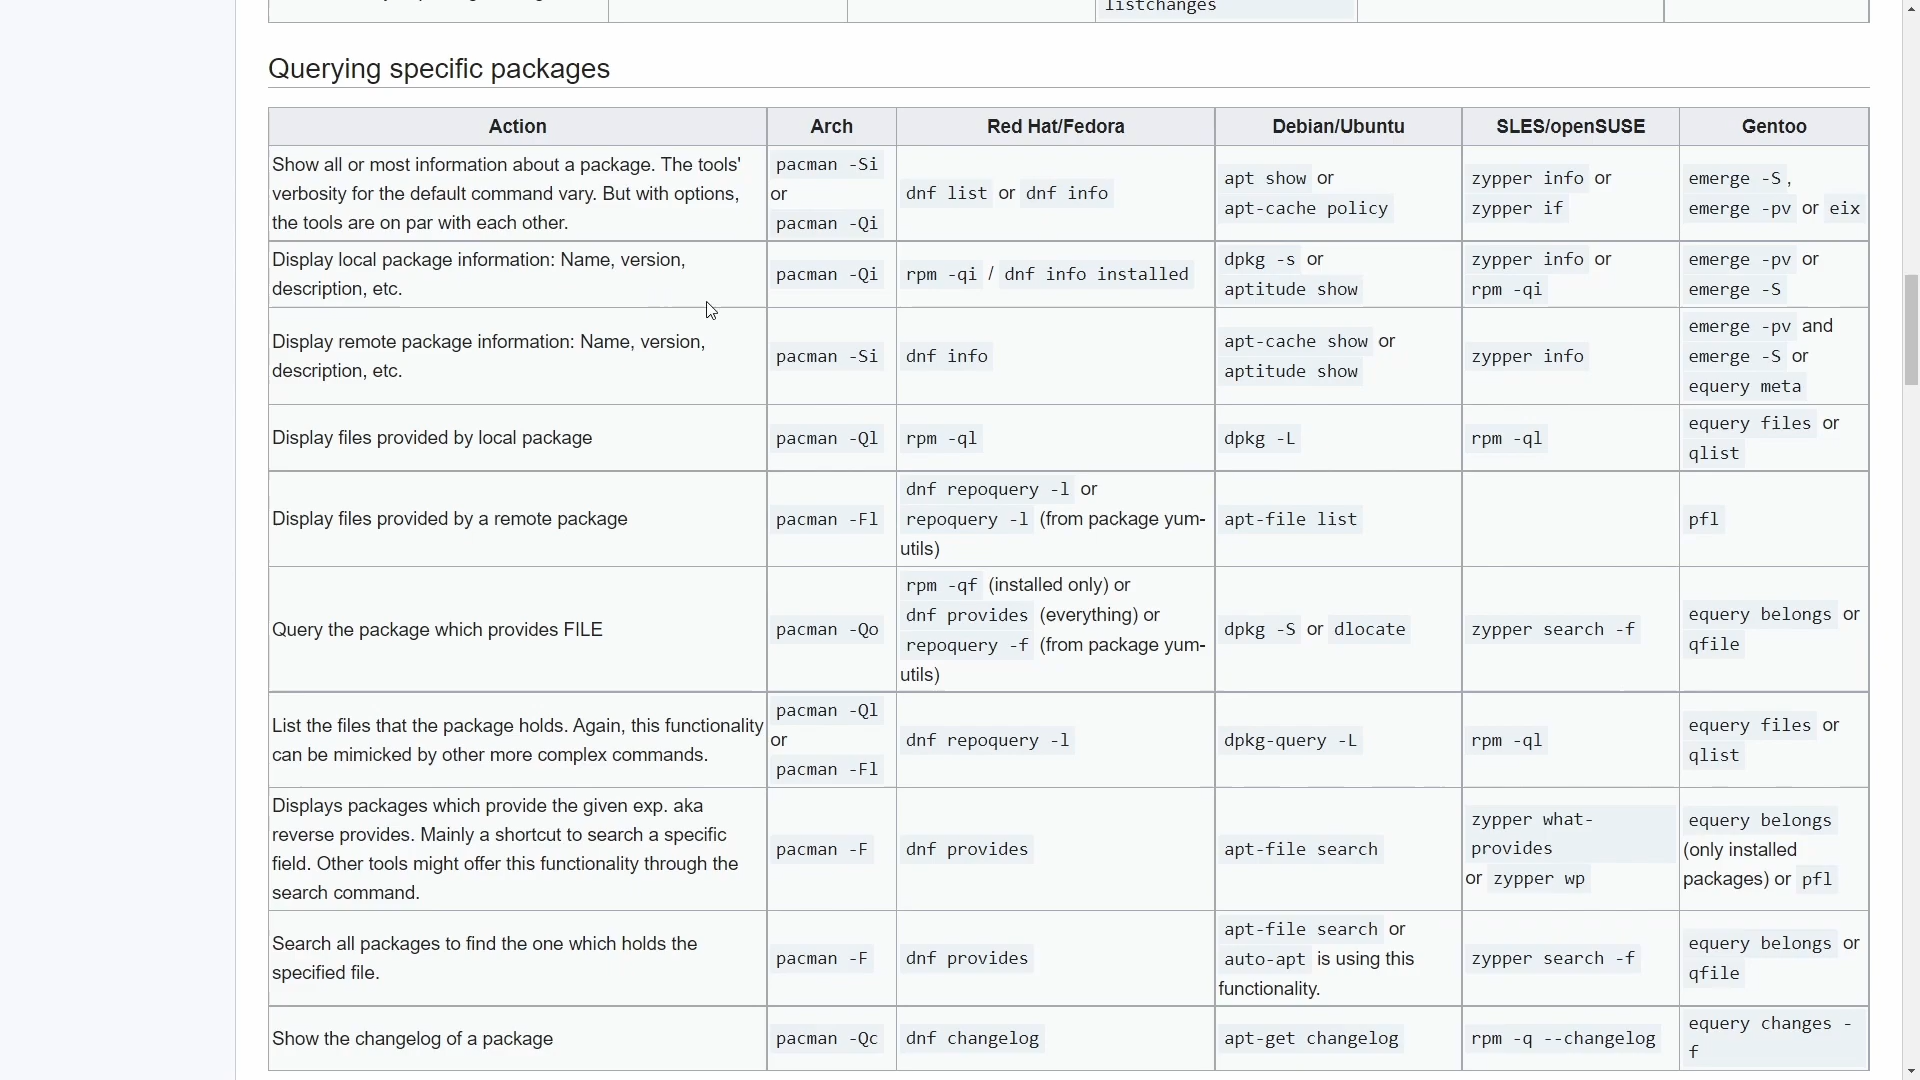 listchanges
Querying specific packages
Action Arch Red Hat/Fedora Debian/Ubuntu SLES/openSUSE Gentoo
Show all or most information about a package. The tools'
verbosity for the default command vary. But with options,
the tools are on par with each other.
pacman -Si
or
pacman -Qi
dnf list or dnf info
apt show or
apt-cache policy
zypper info or
zypper if
emerge -S,
emerge -pv or eix
Display local package information: Name, version,
description, etc.
pacman -Qi
rpm -qi / dnf info installed
dpkg -s or
aptitude show
zypper info or
rpm -qi
emerge -pv or
emerge -S
Display remote package information: Name, version,
description, etc.
pacman -Si
dnf info
apt-cache show or
aptitude show
zypper info
emerge -pv and
emerge -S or
equery meta
Display files provided by local package
pacman -Ql
rpm -ql
dpkg -L
rpm -ql
equery files or
qlist
Display files provided by a remote package
pacman -Fl
dnf repoquery -l or
repoquery -l (from package yum-
utils)
apt-file list
pfl
Query the package which provides FILE
pacman -Qo
rpm -qf (installed only) or
dnf provides (everything) or
repoquery -f (from package yum-
utils)
dpkg -S or dlocate
zypper search -f
equery belongs or
qfile
List the files that the package holds. Again, this functionality
can be mimicked by other more complex commands.
pacman -Ql
or
pacman -Fl
dnf repoquery -l
dpkg-query -L
rpm -ql
equery files or
qlist
Displays packages which provide the given exp. aka
reverse provides. Mainly a shortcut to search a specific
field. Other tools might offer this functionality through the
search command.
pacman -F
dnf provides
apt-file search
zypper what-
provides
or zypper wp
equery belongs
(only installed
packages) or pfl
Search all packages to find the one which holds the
specified file.
pacman -F
dnf provides
apt-file search or
auto-apt is using this
functionality.
zypper search -f
equery belongs or
qfile
Show the changelog of a package
pacman -Qc
dnf changelog
apt-get changelog
rpm -q --changelog
equery changes -
f